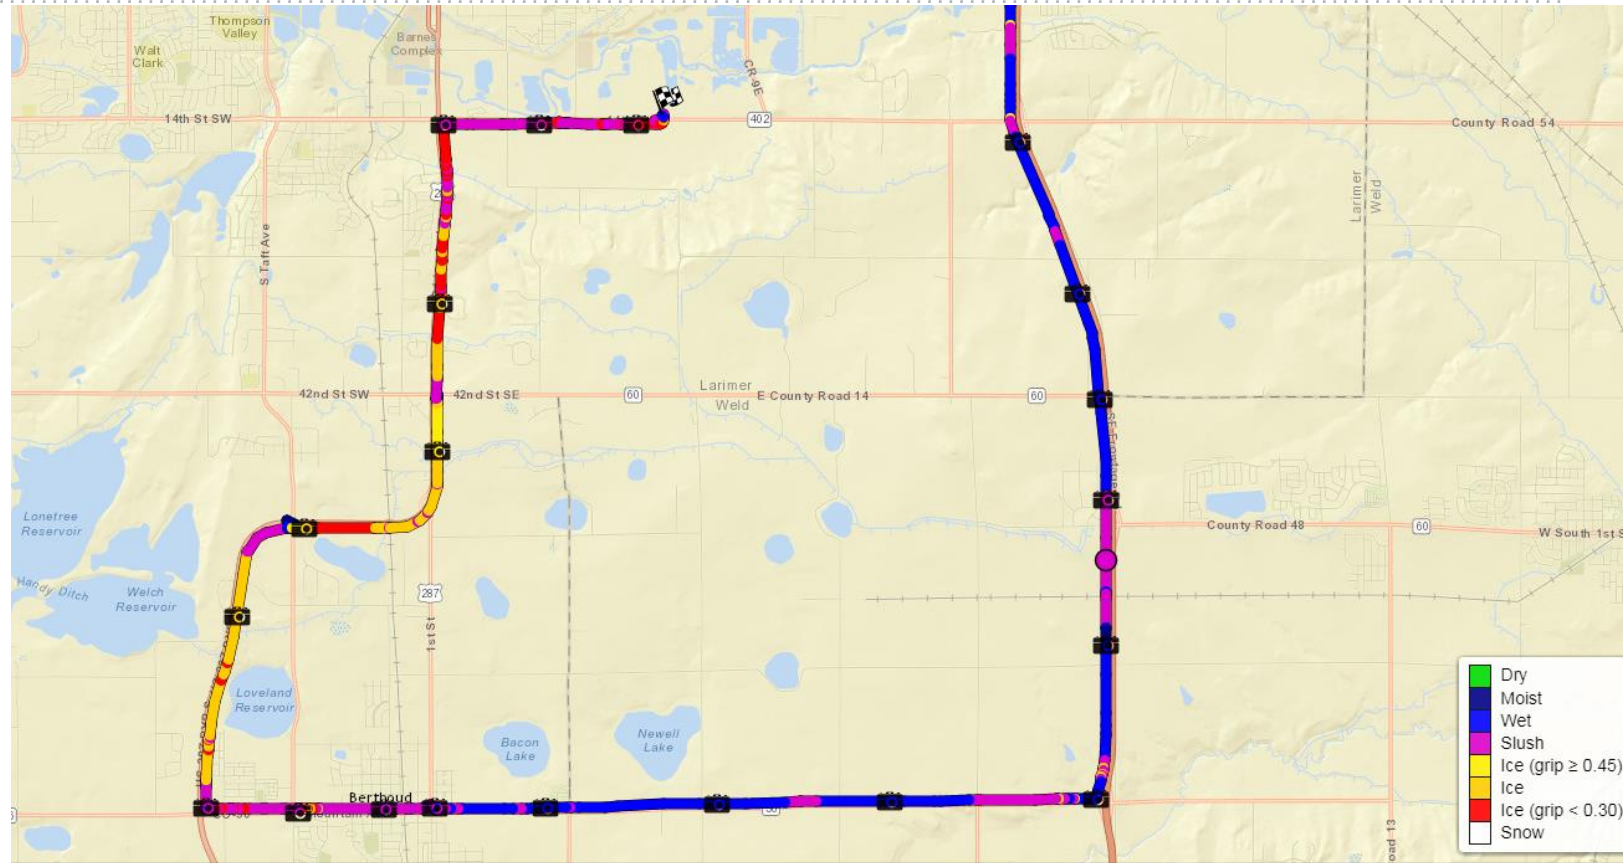 Thompson
Valley
Walt
Clark
Barnes
Complex
CR-9E
14th St SW
402
County Road 54
Larimer
Weld
S Taft Ave
42nd St SW
42nd St SE
60
Larimer
Weld
E County Road 14
60
Lonetree
Reservoir
Handy Ditch
Welch
Reservoir
287
1st St
County Road 48
60
W South 1st S
Loveland
Reservoir
Bacon
Lake
Newell
Lake
Berthoud
Dry
Moist
Wet
Slush
Ice (grip ≥ 0.45)
Ice
Ice (grip < 0.30)
Snow